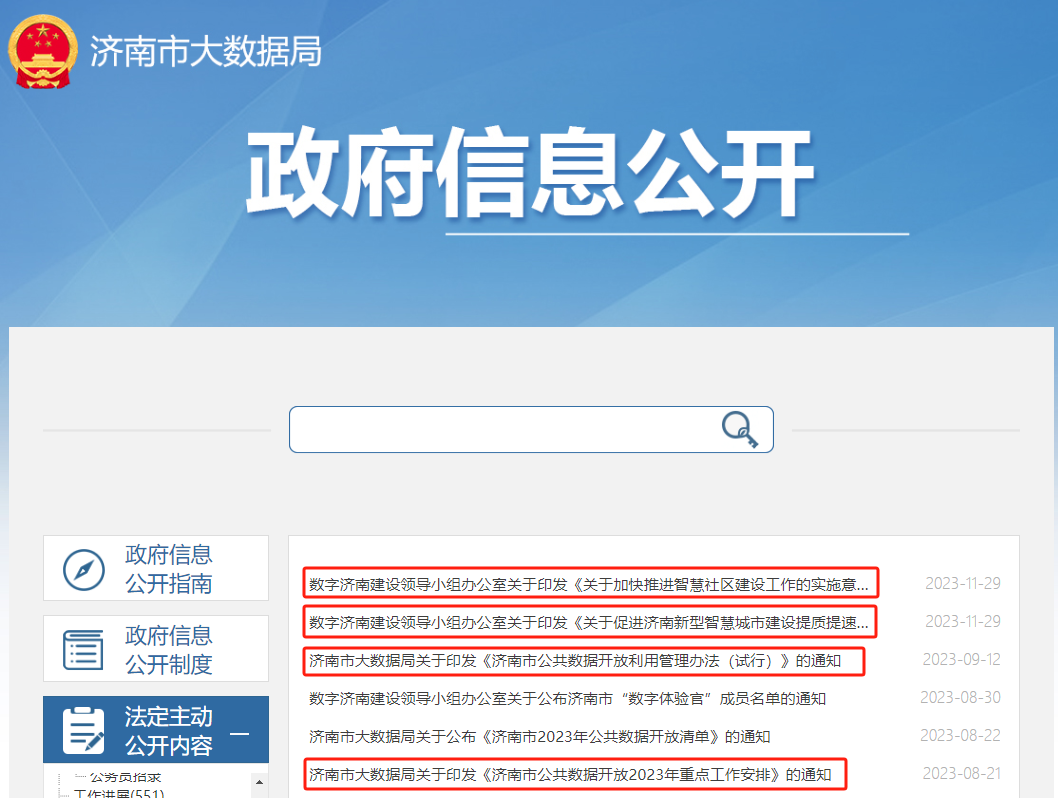 济南市大数据局
政府信息公开
政府信息
公开指南
政府信息
公开制度
法定主动
公开内容
公务员招录
工作进展(551)
数字济南建设领导小组办公室关于印发《关于加快推进智慧社区建设工作的实施意... 2023-11-29
数字济南建设领导小组办公室关于印发《关于促进济南新型智慧城市建设提质提速... 2023-11-29
济南市大数据局关于印发《济南市公共数据开放利用管理办法（试行）》的通知 2023-09-12
数字济南建设领导小组办公室关于公布济南市“数字体验官”成员名单的通知 2023-08-30
济南市大数据局关于公布《济南市2023年公共数据开放清单》的通知 2023-08-22
济南市大数据局关于印发《济南市公共数据开放2023年重点工作安排》的通知 2023-08-21